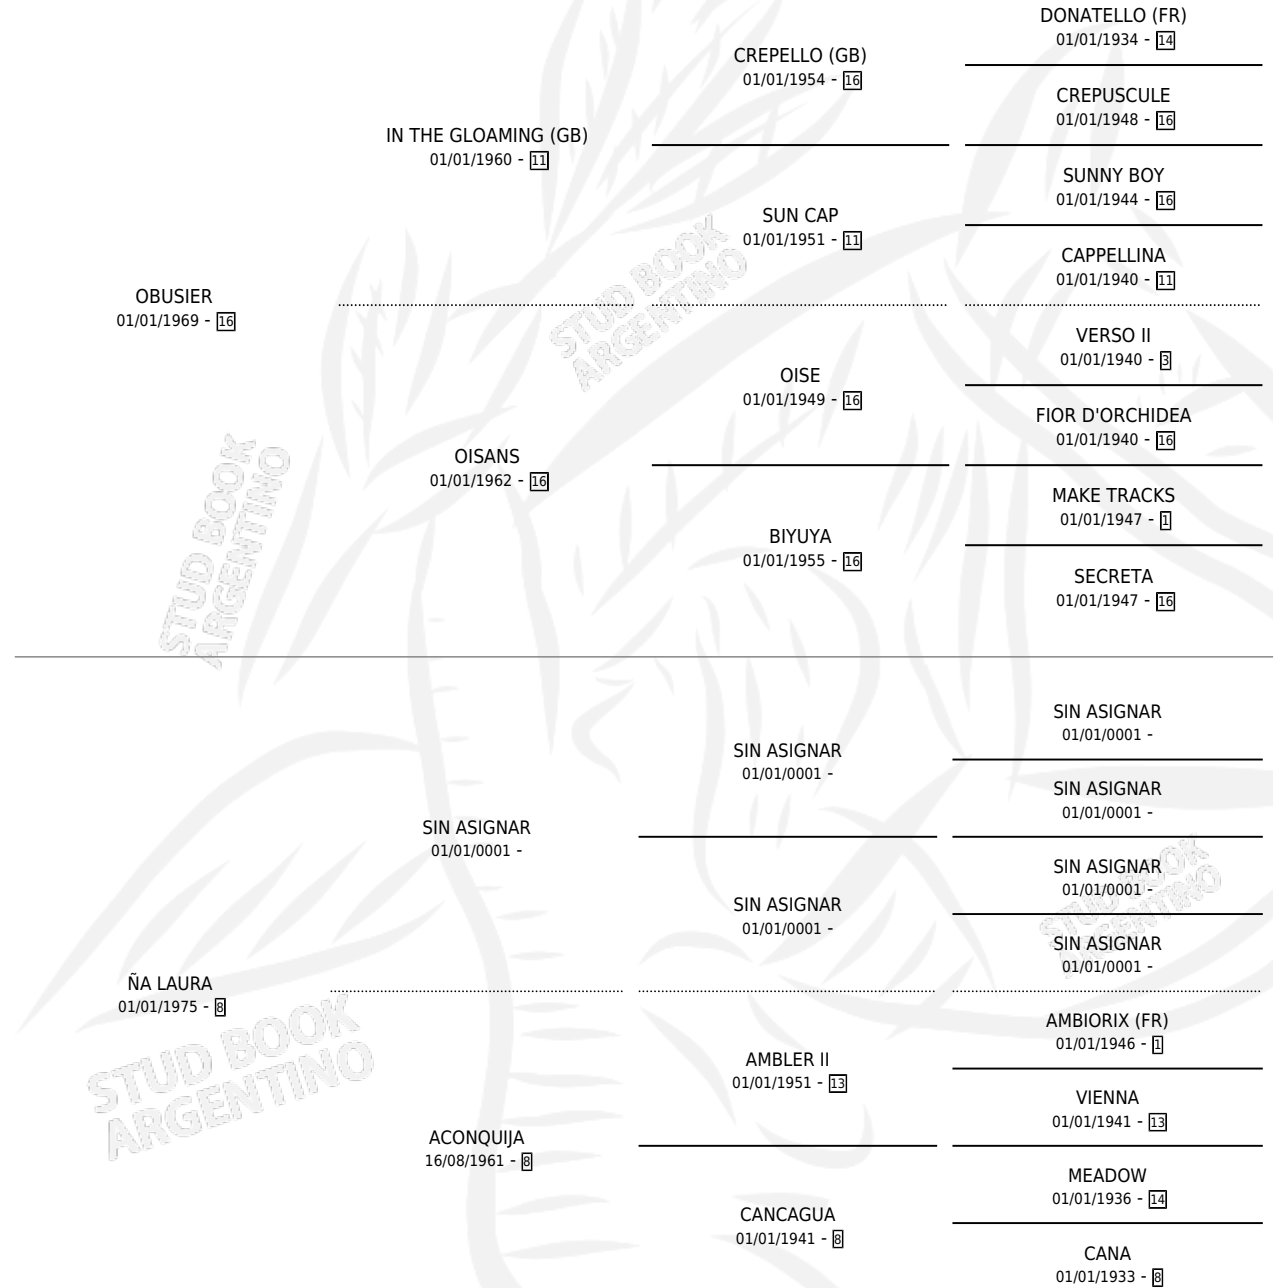 DONATELLO (FR)
01/01/1934 - 14
CREPELLO (GB)
01/01/1954 - 16
CREPUSCULE
01/01/1948 - 16
IN THE GLOAMING (GB)
01/01/1960 - 11
SUNNY BOY
01/01/1944 - 16
SUN CAP
01/01/1951 - 11
CAPPELLINA
01/01/1940 - 11
OBUSIER
01/01/1969 - 16
VERSO II
01/01/1940 - 3
OISE
01/01/1949 - 16
FIOR D'ORCHIDEA
01/01/1940 - 16
OISANS
01/01/1962 - 16
MAKE TRACKS
01/01/1947 - 1
BIYUYA
01/01/1955 - 16
SECRETA
01/01/1947 - 16
SIN ASIGNAR
01/01/0001 -
SIN ASIGNAR
01/01/0001 -
SIN ASIGNAR
01/01/0001 -
SIN ASIGNAR
01/01/0001 -
SIN ASIGNAR
01/01/0001 -
SIN ASIGNAR
01/01/0001 -
SIN ASIGNAR
01/01/0001 -
ÑA LAURA
01/01/1975 - 8
AMBIORIX (FR)
01/01/1946 - 1
AMBLER II
01/01/1951 - 13
VIENNA
01/01/1941 - 13
ACONQUIJA
16/08/1961 - 8
MEADOW
01/01/1936 - 14
CANCAGUA
01/01/1941 - 8
CANA
01/01/1933 - 8
STUD BOOK
ARGENTINO
STUD BOOK
ARGENTINO
STUD BOOK
ARGENTINO
STUD BOOK
ARGENTINO